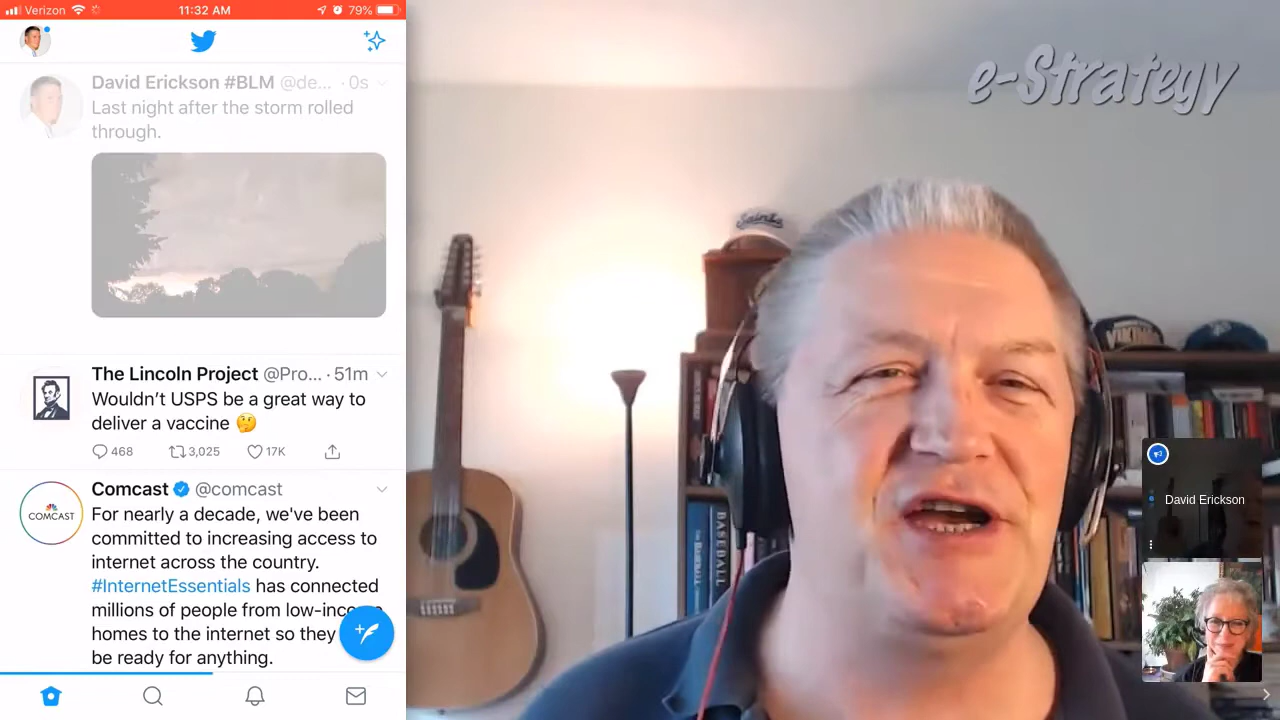 Verizon
11:32 AM
79%
David Erickson #BLM @de... · 0s
Last night after the storm rolled
through.
The Lincoln Project @Pro... · 51m
Wouldn't USPS be a great way to
deliver a vaccine 🤔
468 3,025 17K
Comcast @comcast
COMCAST
For nearly a decade, we've been
committed to increasing access to
internet across the country.
#InternetEssentials has connected
millions of people from low-income
homes to the internet so they
be ready for anything.
e-Strategy
Saints
VIKINGS
BASEBALL
David Erickson